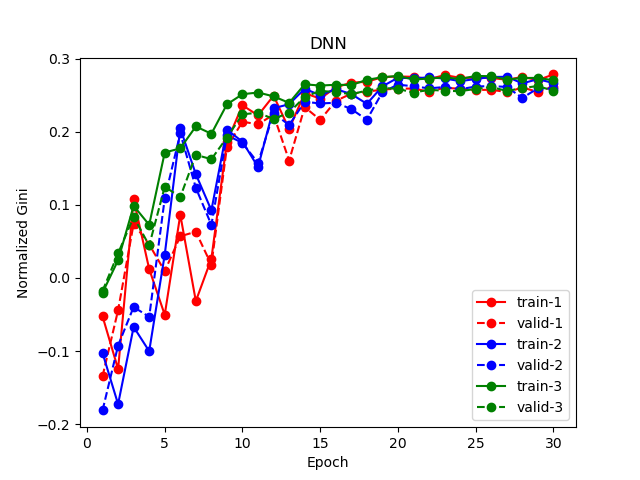 DNN
Normalized Gini
0.3
0.2
0.1
0.0
−0.1
−0.2
train-1
valid-1
train-2
valid-2
train-3
valid-3
0 5 10 15 20 25 30
Epoch